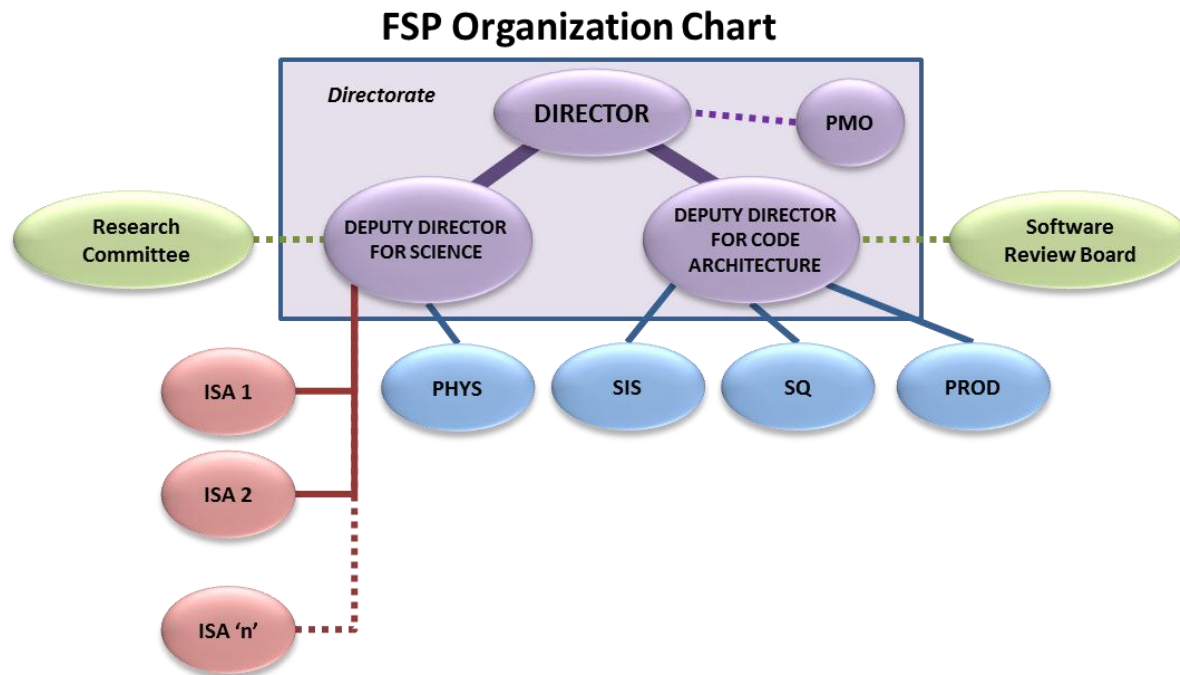 FSP Organization Chart
Directorate
DIRECTOR
PMO
Research
Committee
DEPUTY DIRECTOR
FOR SCIENCE
DEPUTY DIRECTOR
FOR CODE
ARCHITECTURE
Software
Review Board
ISA 1
PHYS
SIS
SQ
PROD
ISA 2
ISA ‘n’